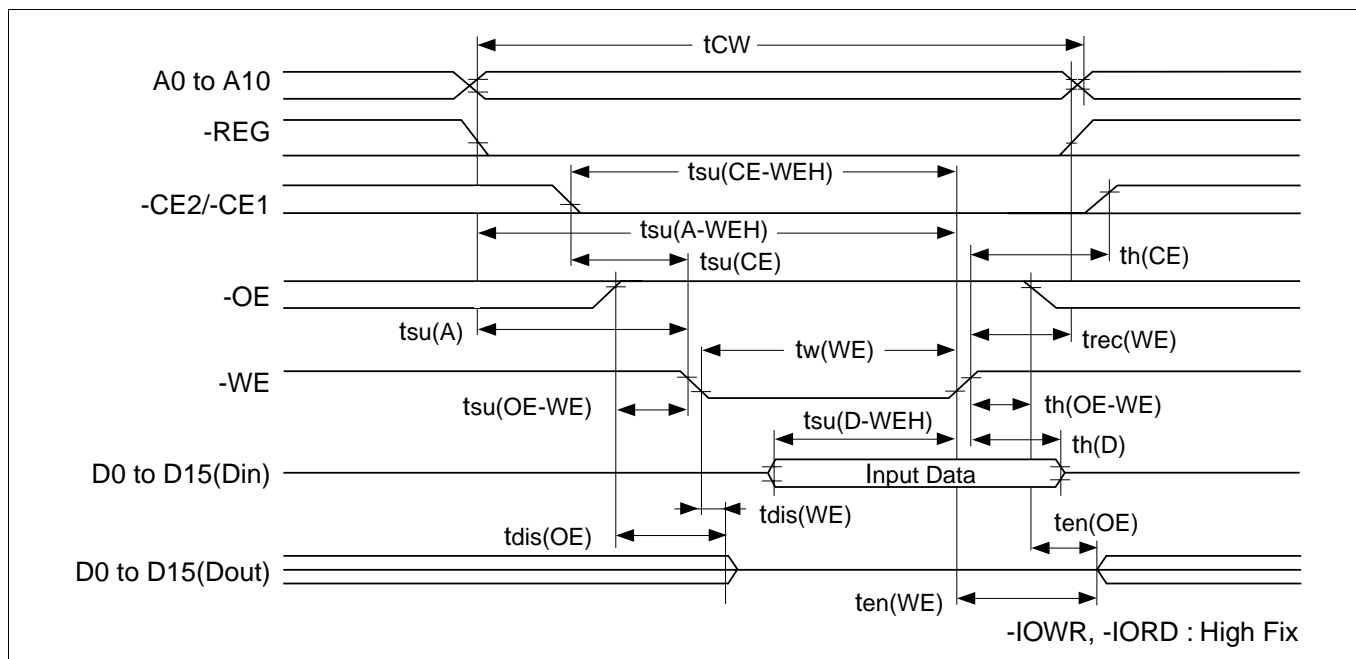 tCW
A0 to A10
-REG
tsu(CE-WEH)
-CE2/-CE1
tsu(A-WEH)
tsu(CE)
th(CE)
-OE
tsu(A)
trec(WE)
tw(WE)
-WE
tsu(OE-WE)
th(OE-WE)
tsu(D-WEH)
th(D)
D0 to D15(Din)
Input Data
tdis(WE)
tdis(OE)
ten(OE)
D0 to D15(Dout)
ten(WE)
-IOWR, -IORD : High Fix